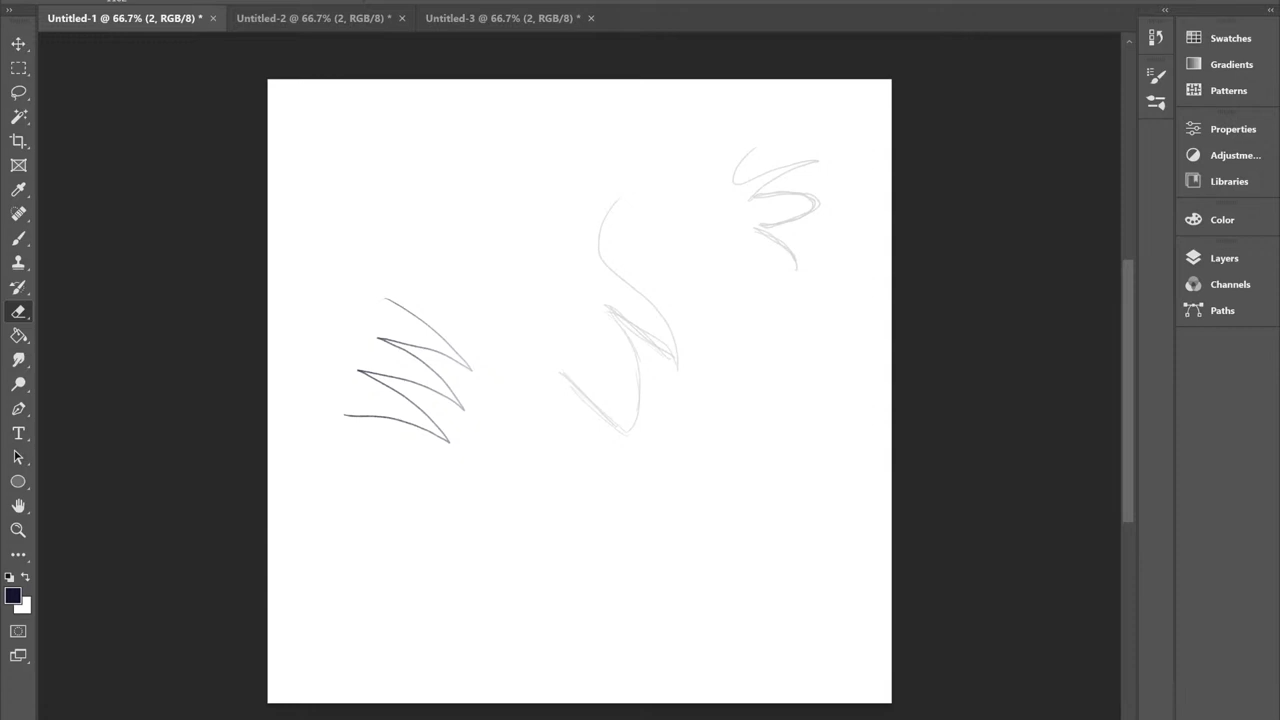 Untitled-1 @ 66.7% (2, RGB/8) * × Untitled-2 @ 66.7% (2, RGB/8) * × Untitled-3 @ 66.7% (2, RGB/8) * ×
Swatches
Gradients
Patterns
Properties
Adjustme...
Libraries
Color
Layers
Channels
Paths